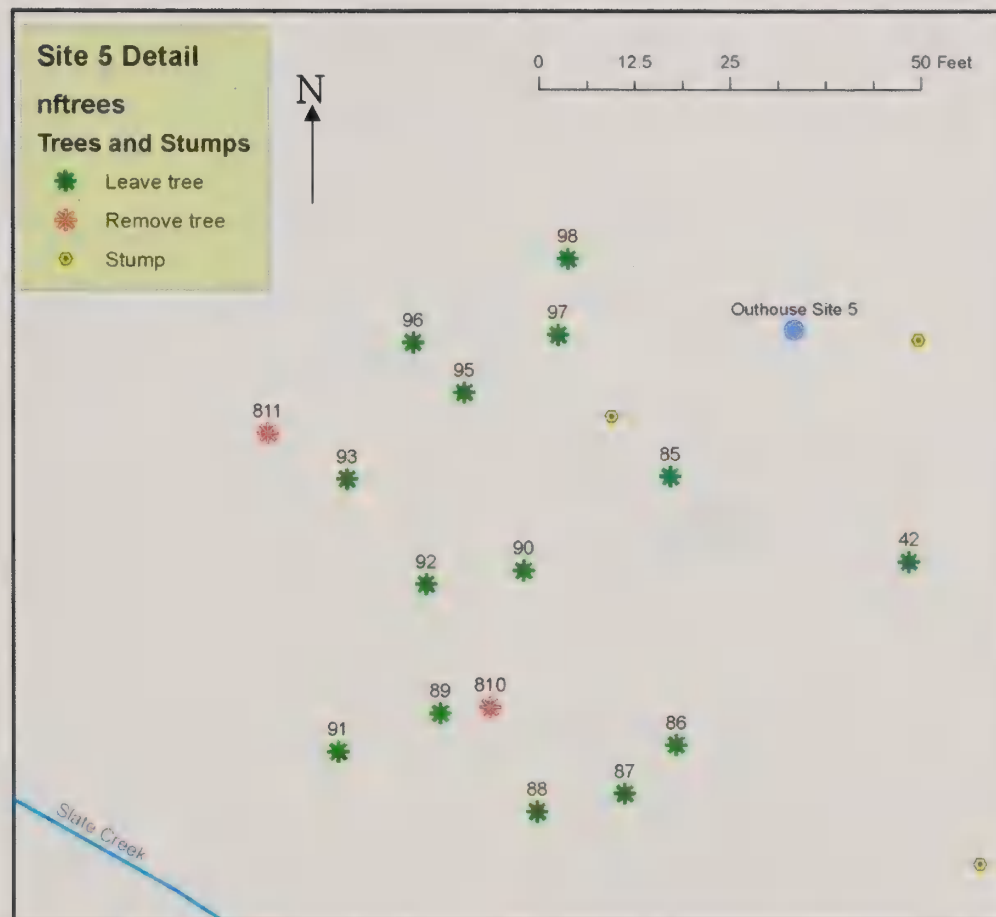 Site 5 Detail
nftrees
Trees and Stumps
Leave tree
Remove tree
Stump
N
0 12.5 25 50 Feet
98
97
Outhouse Site 5
96
95
811
93
85
42
92
90
89
810
91
86
87
88
Slate Creek